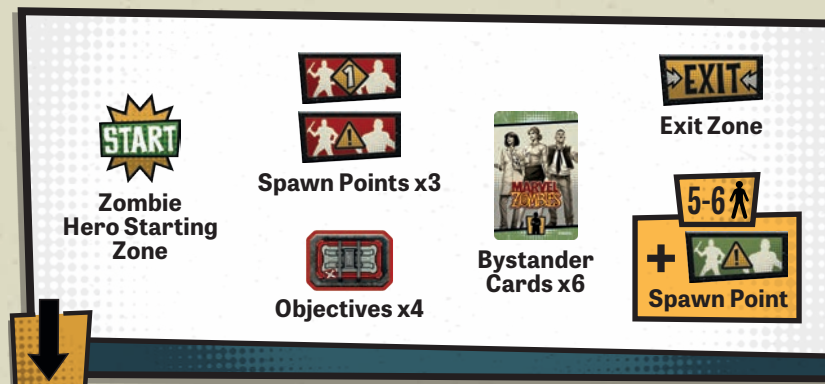 START
Zombie
Hero Starting
Zone
1
!
Spawn Points x3
Objectives x4
MARVEL
ZOMBIES
Bystander
Cards x6
EXIT
Exit Zone
5-6
+
!
Spawn Point